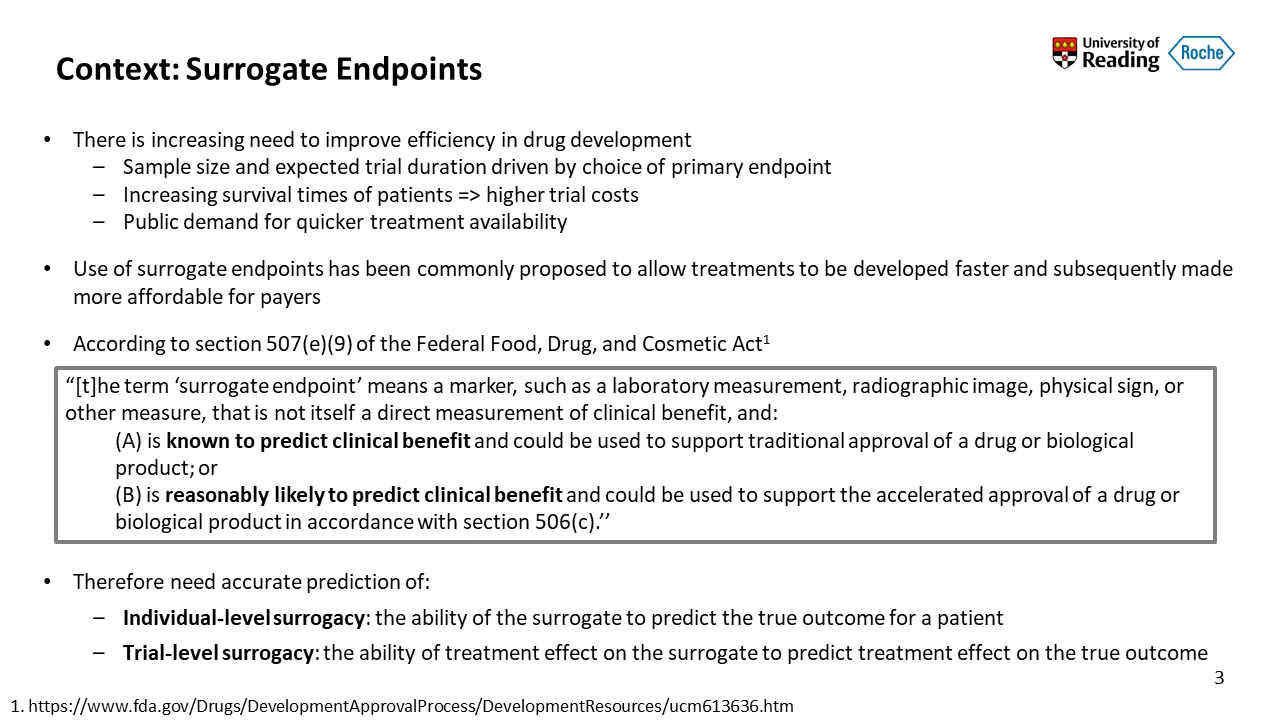 Context: Surrogate Endpoints
University of
Reading
Roche
• There is increasing need to improve efficiency in drug development
– Sample size and expected trial duration driven by choice of primary endpoint
– Increasing survival times of patients => higher trial costs
– Public demand for quicker treatment availability
• Use of surrogate endpoints has been commonly proposed to allow treatments to be developed faster and subsequently made
more affordable for payers
• According to section 507(e)(9) of the Federal Food, Drug, and Cosmetic Act¹
“[t]he term ‘surrogate endpoint’ means a marker, such as a laboratory measurement, radiographic image, physical sign, or
other measure, that is not itself a direct measurement of clinical benefit, and:
(A) is known to predict clinical benefit and could be used to support traditional approval of a drug or biological
product; or
(B) is reasonably likely to predict clinical benefit and could be used to support the accelerated approval of a drug or
biological product in accordance with section 506(c).’’
• Therefore need accurate prediction of:
– Individual-level surrogacy: the ability of the surrogate to predict the true outcome for a patient
– Trial-level surrogacy: the ability of treatment effect on the surrogate to predict treatment effect on the true outcome
3
1. https://www.fda.gov/Drugs/DevelopmentApprovalProcess/DevelopmentResources/ucm613636.htm